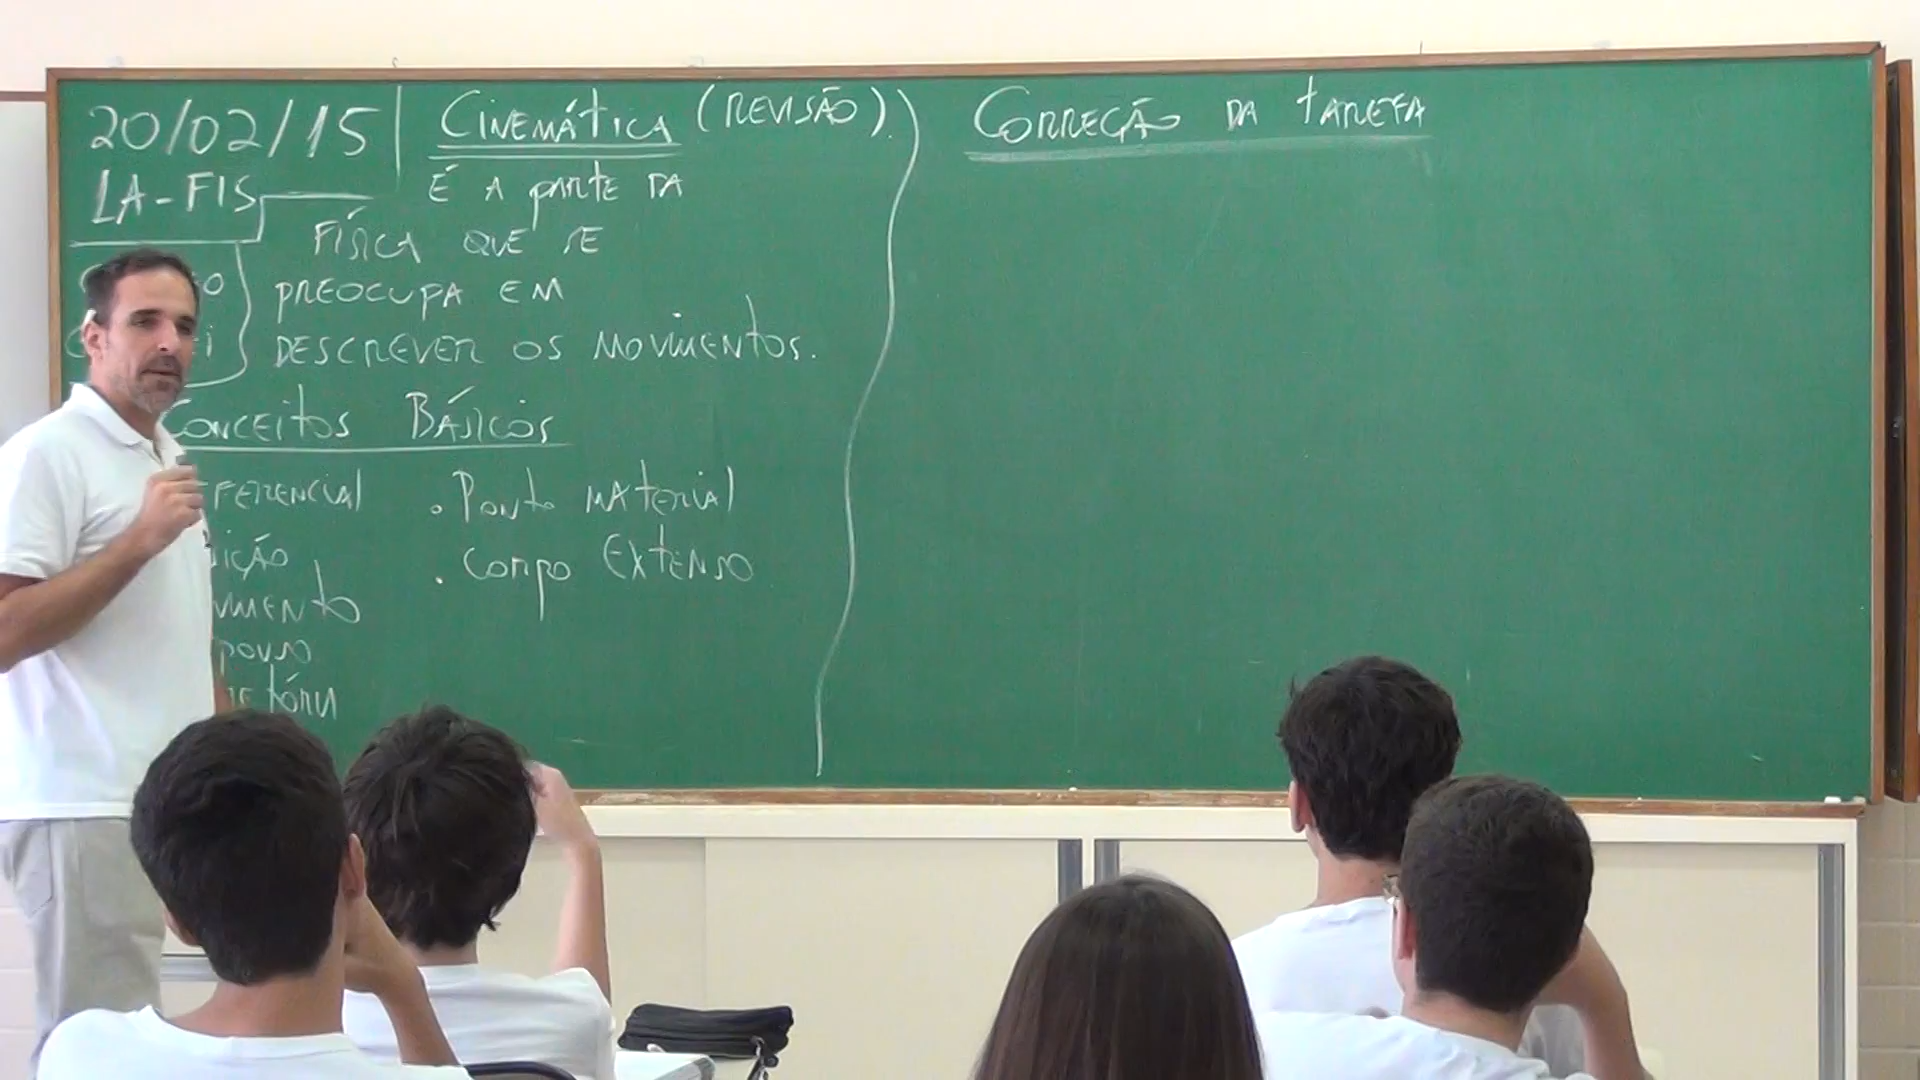 20/02/15
LA-FIS
CINEMÁTICA (REVISÃO)
É A PARTE DA
FÍSICA QUE SE
PREOCUPA EM
DESCREVER OS MOVIMENTOS.
CONCEITOS BÁSICOS
. PONTO MATERIAL
. CORPO EXTENSO
CORREÇÃO DA TAREFA